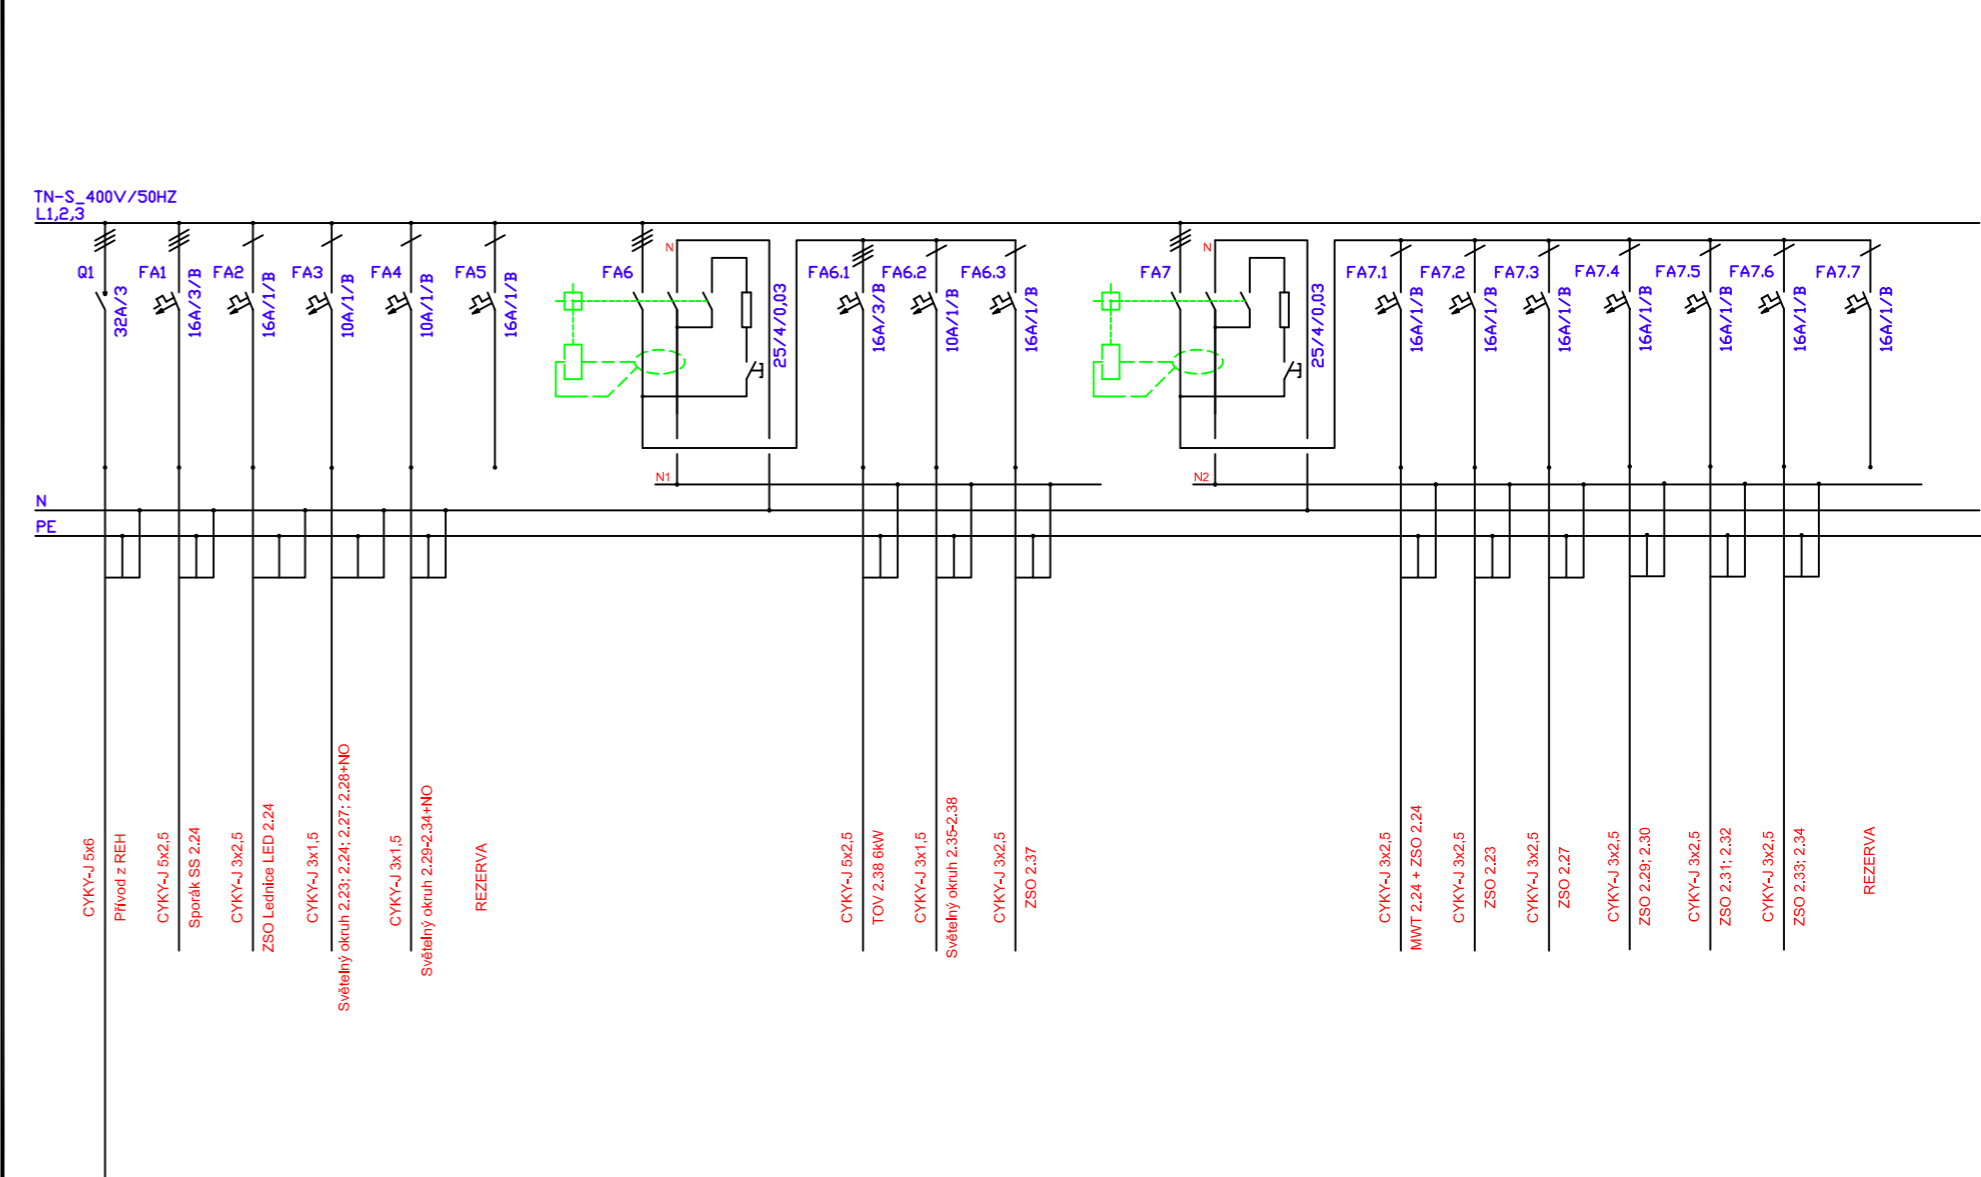 TN-S_400V/50HZ
L1,2,3
Q1
32A/3
FA1
16A/3/B
FA2
16A/1/B
FA3
10A/1/B
FA4
10A/1/B
FA5
16A/1/B
FA6
N
25/4/0,03
FA6.1
16A/3/B
FA6.2
10A/1/B
FA6.3
16A/1/B
FA7
N
25/4/0,03
FA7.1
16A/1/B
FA7.2
16A/1/B
FA7.3
16A/1/B
FA7.4
16A/1/B
FA7.5
16A/1/B
FA7.6
16A/1/B
FA7.7
16A/1/B
N1
N2
N
PE
CYKY-J 5x6
Přívod z REH
CYKY-J 5x2,5
Sporák SS 2.24
CYKY-J 3x2,5
ZSO Lednice LED 2.24
CYKY-J 3x1,5
Světelný okruh 2.23; 2.24; 2.27; 2.28+NO
CYKY-J 3x1,5
Světelný okruh 2.29-2.34+NO
REZERVA
CYKY-J 5x2,5
TOV 2.38 6kW
CYKY-J 3x1,5
Světelný okruh 2.35-2.38
CYKY-J 3x2,5
ZSO 2.37
CYKY-J 3x2,5
MWT 2.24 + ZSO 2.24
CYKY-J 3x2,5
ZSO 2.23
CYKY-J 3x2,5
ZSO 2.27
CYKY-J 3x2,5
ZSO 2.29; 2.30
CYKY-J 3x2,5
ZSO 2.31; 2.32
CYKY-J 3x2,5
ZSO 2.33; 2.34
REZERVA